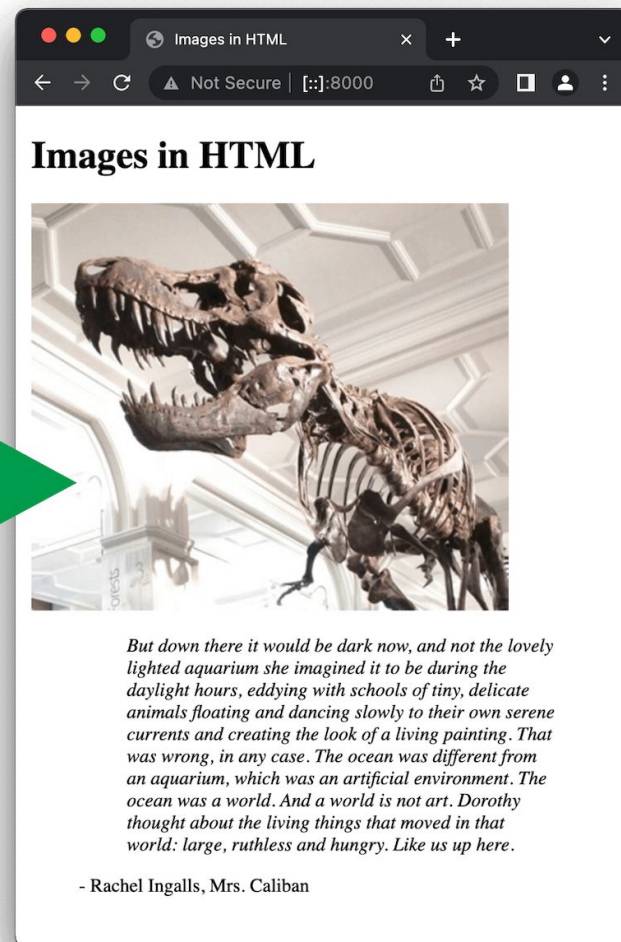 Images in HTML
Not Secure | [::]:8000
Images in HTML
orests
But down there it would be dark now, and not the lovely
lighted aquarium she imagined it to be during the
daylight hours, eddying with schools of tiny, delicate
animals floating and dancing slowly to their own serene
currents and creating the look of a living painting. That
was wrong, in any case. The ocean was different from
an aquarium, which was an artificial environment. The
ocean was a world. And a world is not art. Dorothy
thought about the living things that moved in that
world: large, ruthless and hungry. Like us up here.
- Rachel Ingalls, Mrs. Caliban